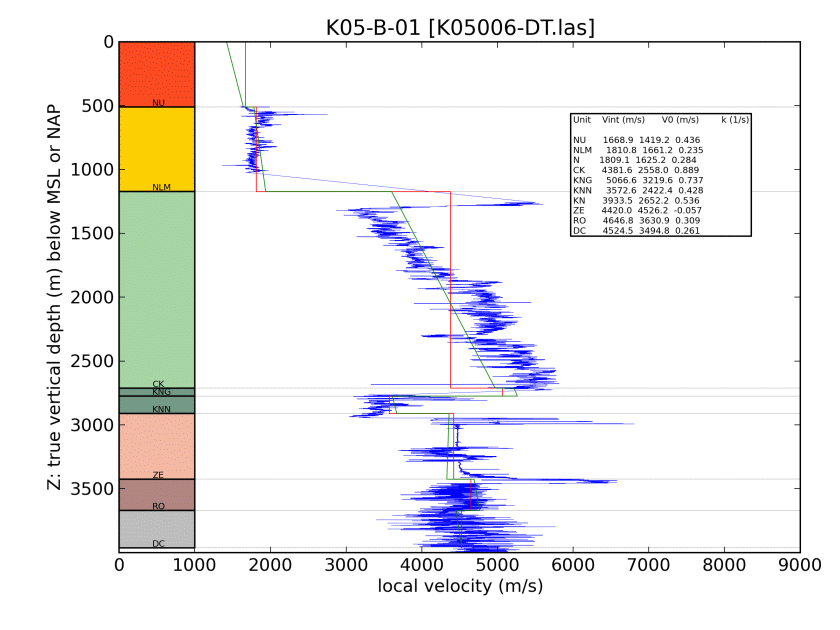 K05-B-01 [K05006-DT.las]
0
500
1000
1500
2000
2500
3000
3500
Z: true vertical depth (m) below MSL or NAP
NU
NLM
CK
KNG
KNN
ZE
RO
DC
Unit Vint (m/s) V0 (m/s) k (1/s)
NU 1668.9 1419.2 0.436
NLM 1810.8 1661.2 0.235
N 1809.1 1625.2 0.284
CK 4381.6 2558.0 0.889
KNG 5066.6 3219.6 0.737
KNN 3572.6 2422.4 0.428
KN 3933.5 2652.2 0.536
ZE 4420.0 4526.2 -0.057
RO 4646.8 3630.9 0.309
DC 4524.5 3494.8 0.261
0 1000 2000 3000 4000 5000 6000 7000 8000 9000
local velocity (m/s)